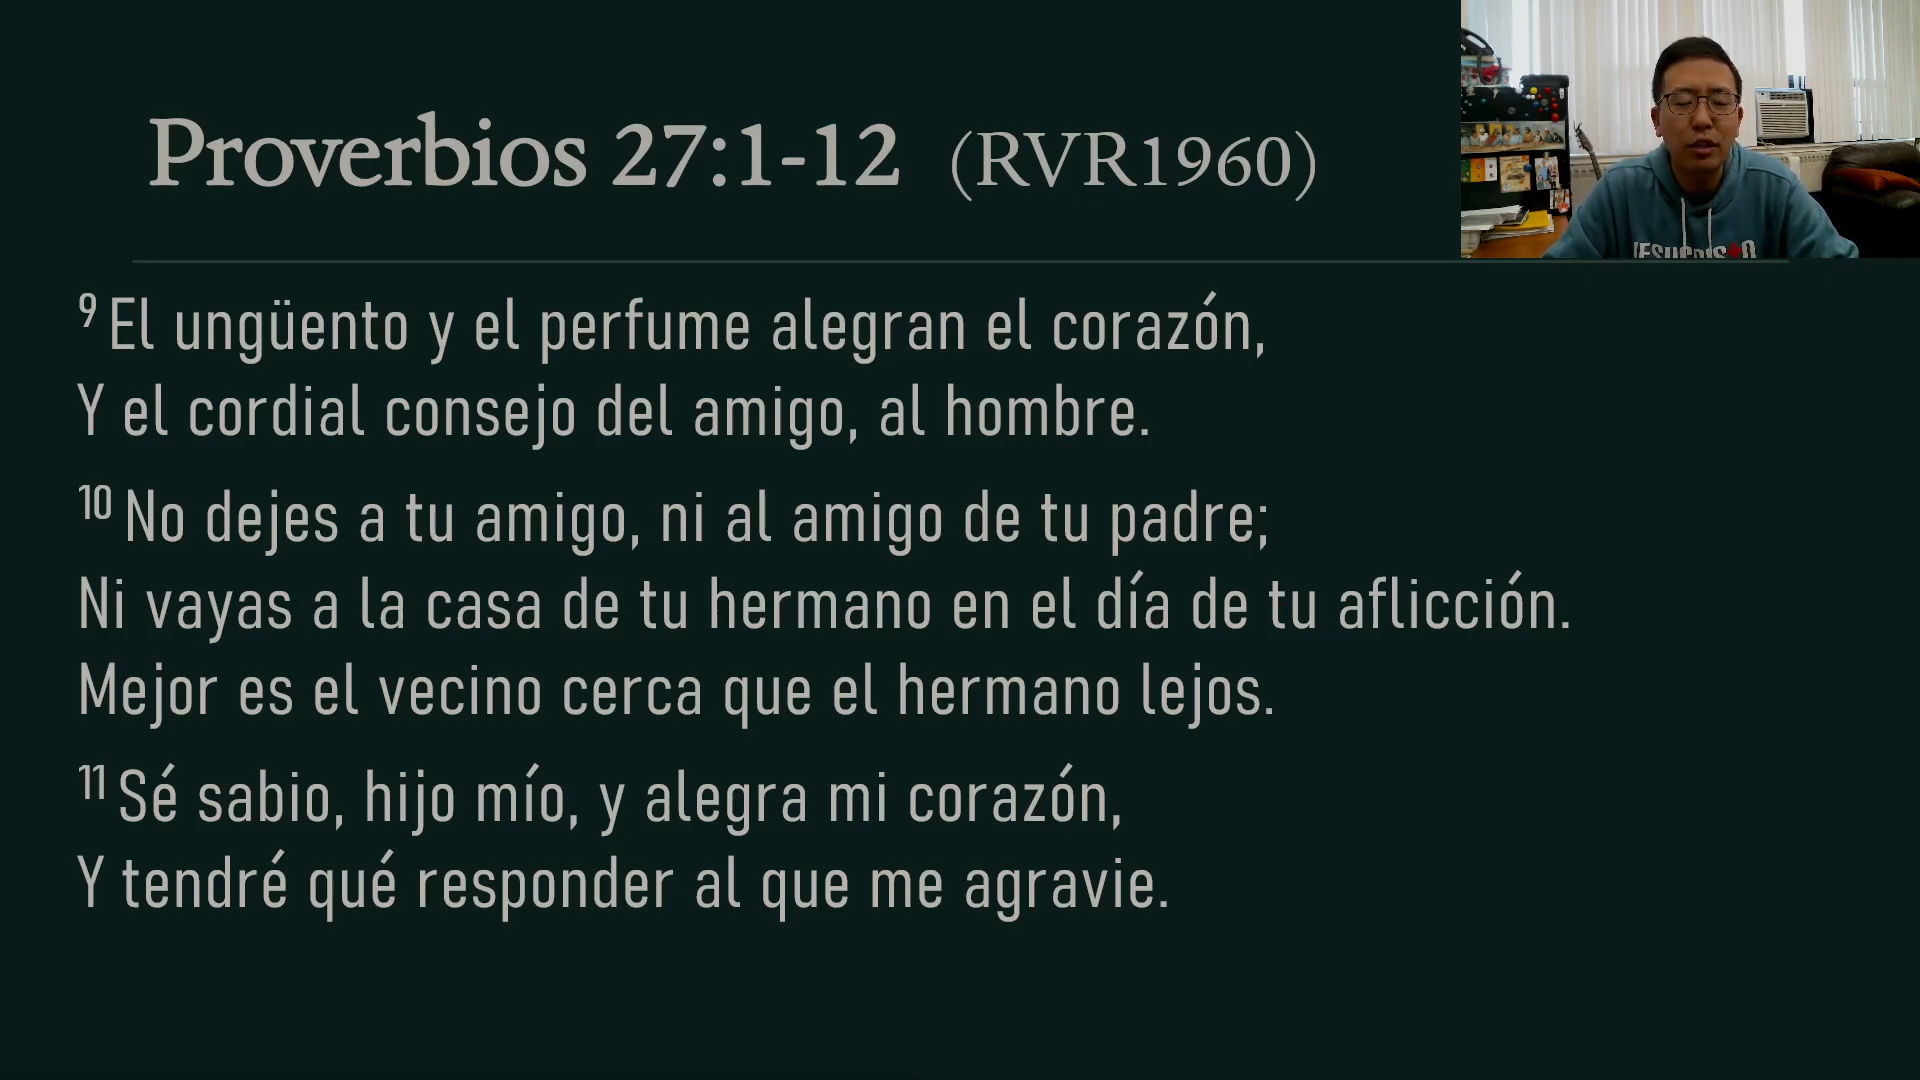 Proverbios 27:1-12 (RVR1960)
9 El ungüento y el perfume alegran el corazón,
Y el cordial consejo del amigo, al hombre.
10 No dejes a tu amigo, ni al amigo de tu padre;
Ni vayas a la casa de tu hermano en el día de tu aflicción.
Mejor es el vecino cerca que el hermano lejos.
11 Sé sabio, hijo mío, y alegra mi corazón,
Y tendré qué responder al que me agravie.
JESUCRISTO